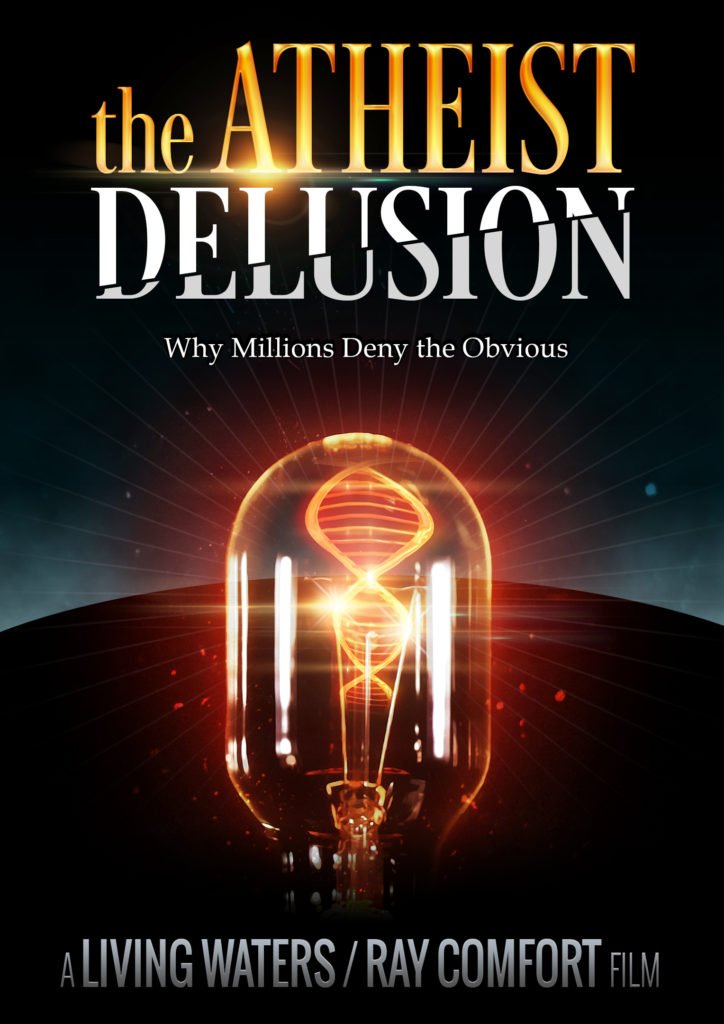 the ATHEIST
DELUSION
Why Millions Deny the Obvious
A LIVING WATERS / RAY COMFORT FILM